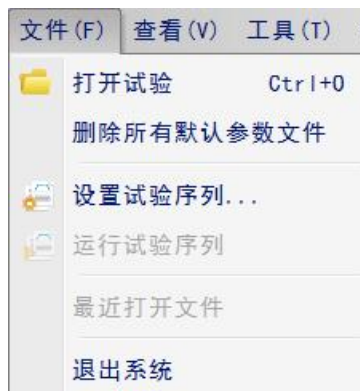 文件(F) 查看(V) 工具(T)
打开试验 Ctrl+O
删除所有默认参数文件
设置试验序列...
运行试验序列
最近打开文件
退出系统